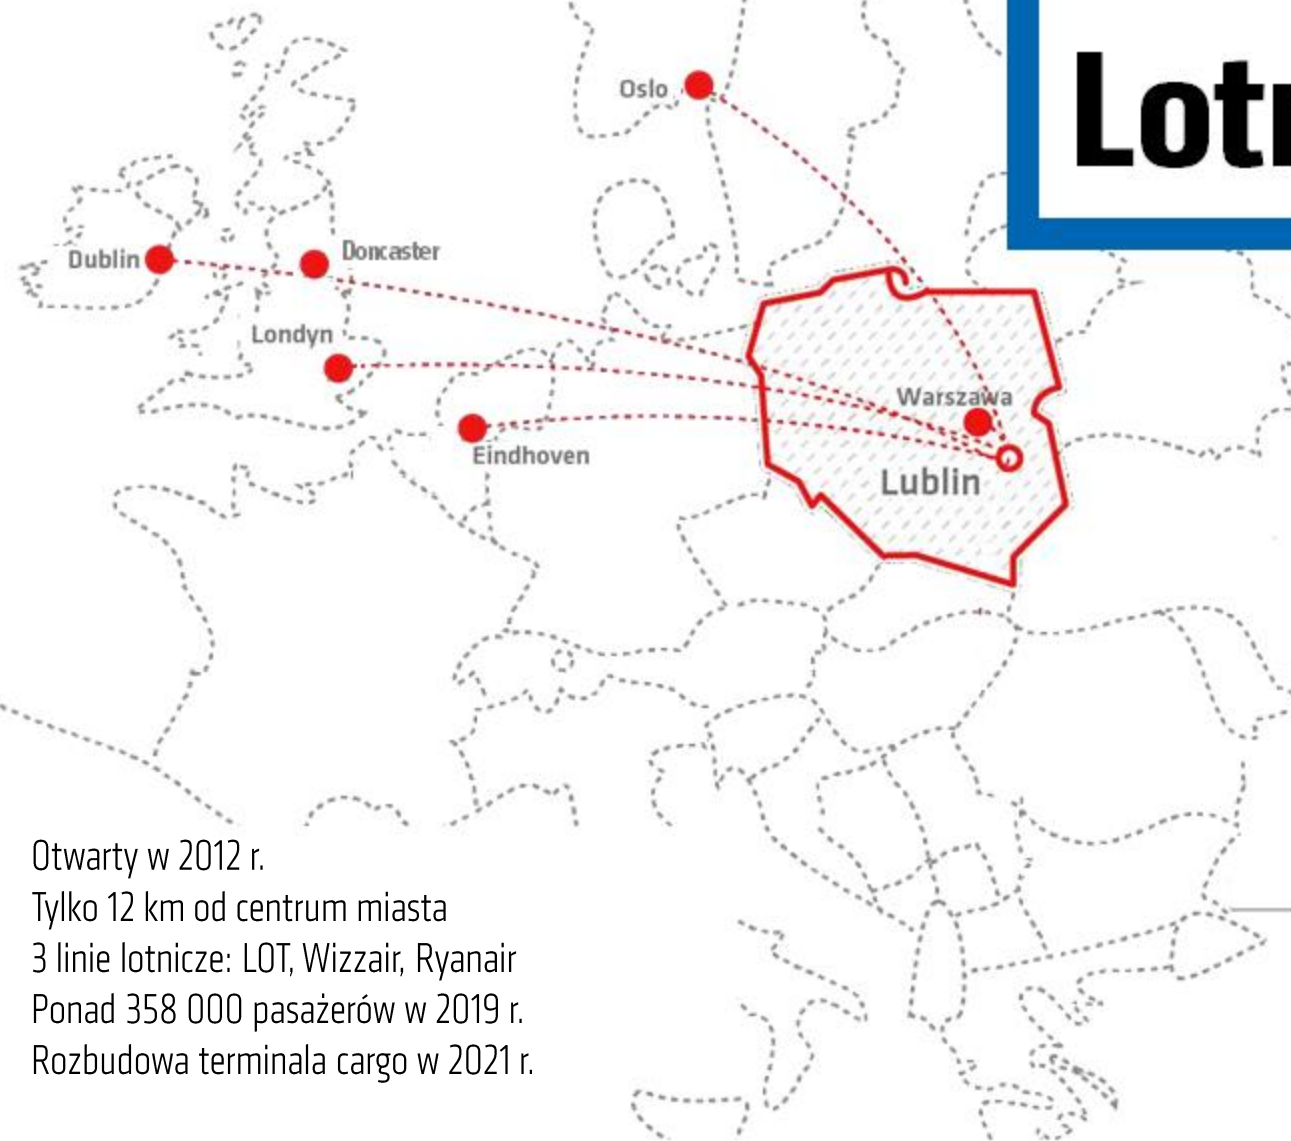 Lotn
Oslo
Doncaster
Dublin
Londyn
Warszawa
Eindhoven
Lublin
Otwarty w 2012 r.
Tylko 12 km od centrum miasta
3 linie lotnicze: LOT, Wizzair, Ryanair
Ponad 358 000 pasażerów w 2019 r.
Rozbudowa terminala cargo w 2021 r.